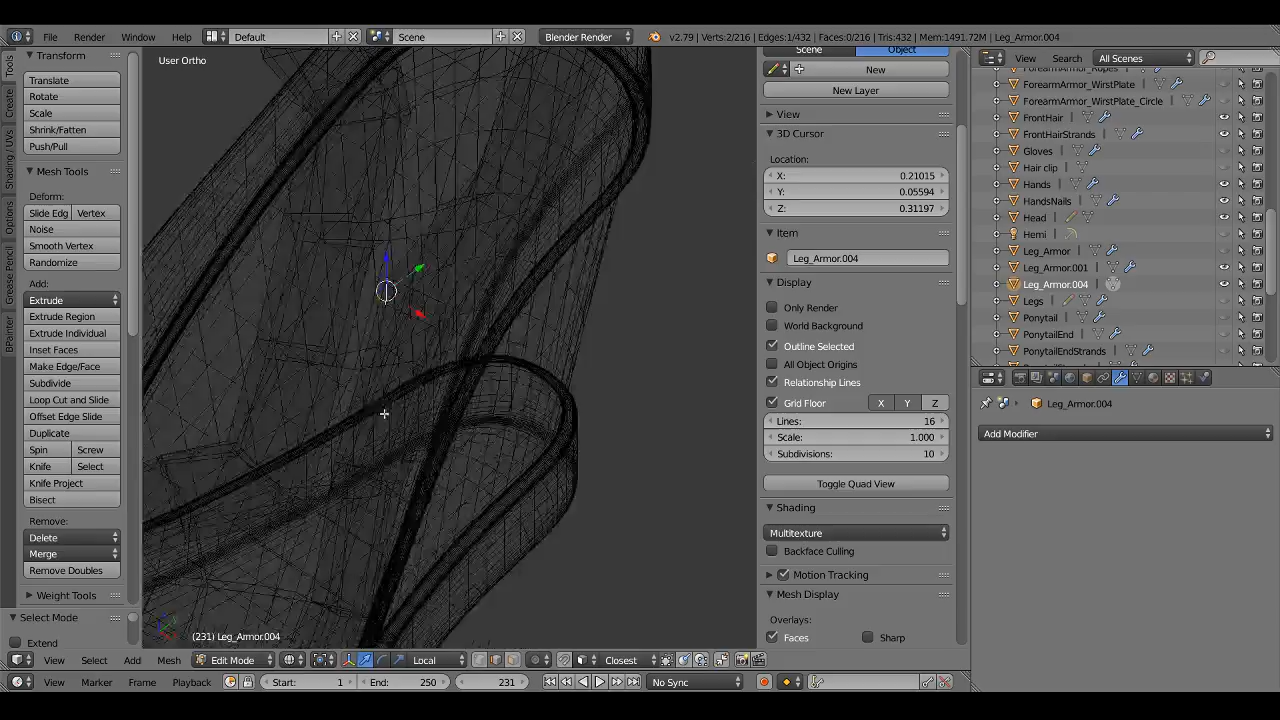 File Render Window Help Default Scene Blender Render v2.79 | Verts:2/216 | Edges:1/432 | Faces:0/216 | Tris:432 | Mem:1491.72M | Leg_Armor.004
Tools
Create
Shading / UVs
Options
Grease Pencil
BPainter
Transform
Translate
Rotate
Scale
Shrink/Fatten
Push/Pull
Mesh Tools
Deform:
Slide Edg Vertex
Noise
Smooth Vertex
Randomize
Add:
Extrude
Extrude Region
Extrude Individual
Inset Faces
Make Edge/Face
Subdivide
Loop Cut and Slide
Offset Edge Slide
Duplicate
Spin Screw
Knife Select
Knife Project
Bisect
Remove:
Delete
Merge
Remove Doubles
Weight Tools
Select Mode
Extend
User Ortho
(231) Leg_Armor.004
Scene Object
New
New Layer
View
3D Cursor
Location:
X: 0.21015
Y: 0.05594
Z: 0.31197
Item
Leg_Armor.004
Display
Only Render
World Background
Outline Selected
All Object Origins
Relationship Lines
Grid Floor X Y Z
Lines: 16
Scale: 1.000
Subdivisions: 10
Toggle Quad View
Shading
Multitexture
Backface Culling
Motion Tracking
Mesh Display
Overlays:
Faces Sharp
View Search All Scenes
ForearmArmor_Ropes
ForearmArmor_WirstPlate
ForearmArmor_WirstPlate_Circle
FrontHair
FrontHairStrands
Gloves
Hair clip
Hands
HandsNails
Head
Hemi
Leg_Armor
Leg_Armor.001
Leg_Armor.004
Legs
Ponytail
PonytailEnd
PonytailEndStrands
Leg_Armor.004
Add Modifier
View Select Add Mesh Edit Mode Local Closest
View Marker Frame Playback Start: 1 End: 250 231 No Sync